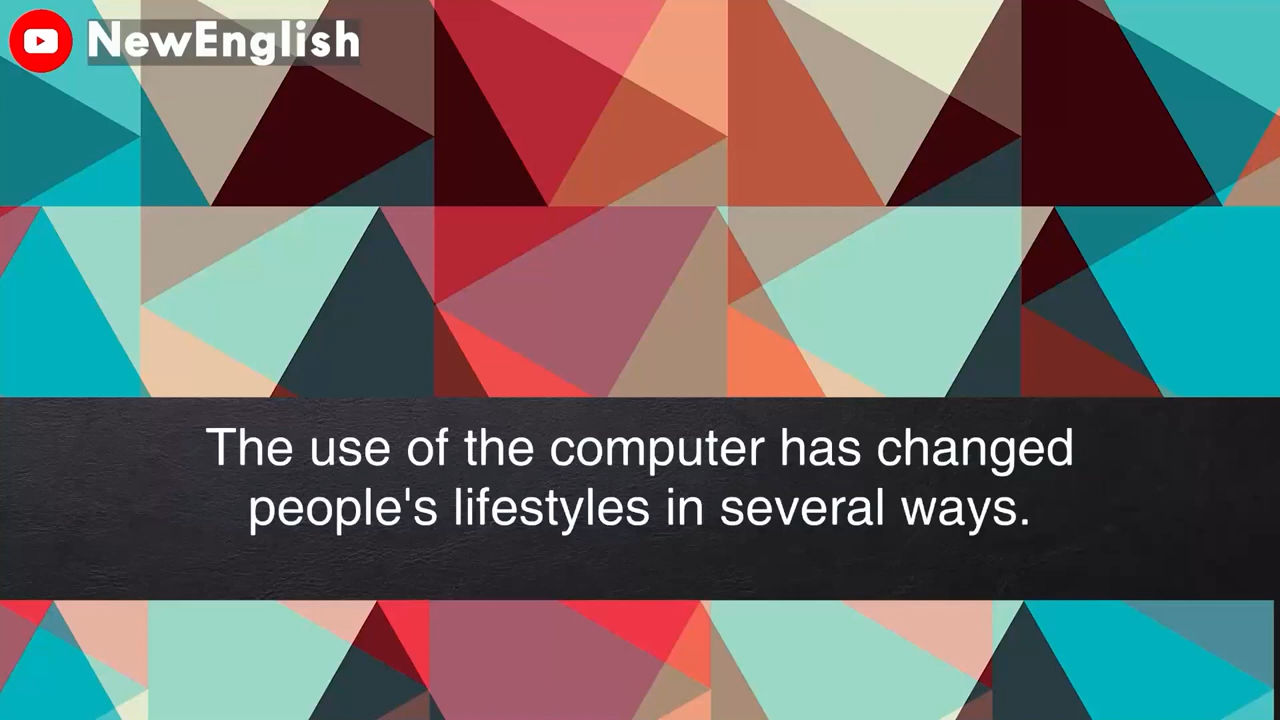 NewEnglish
The use of the computer has changed
people's lifestyles in several ways.